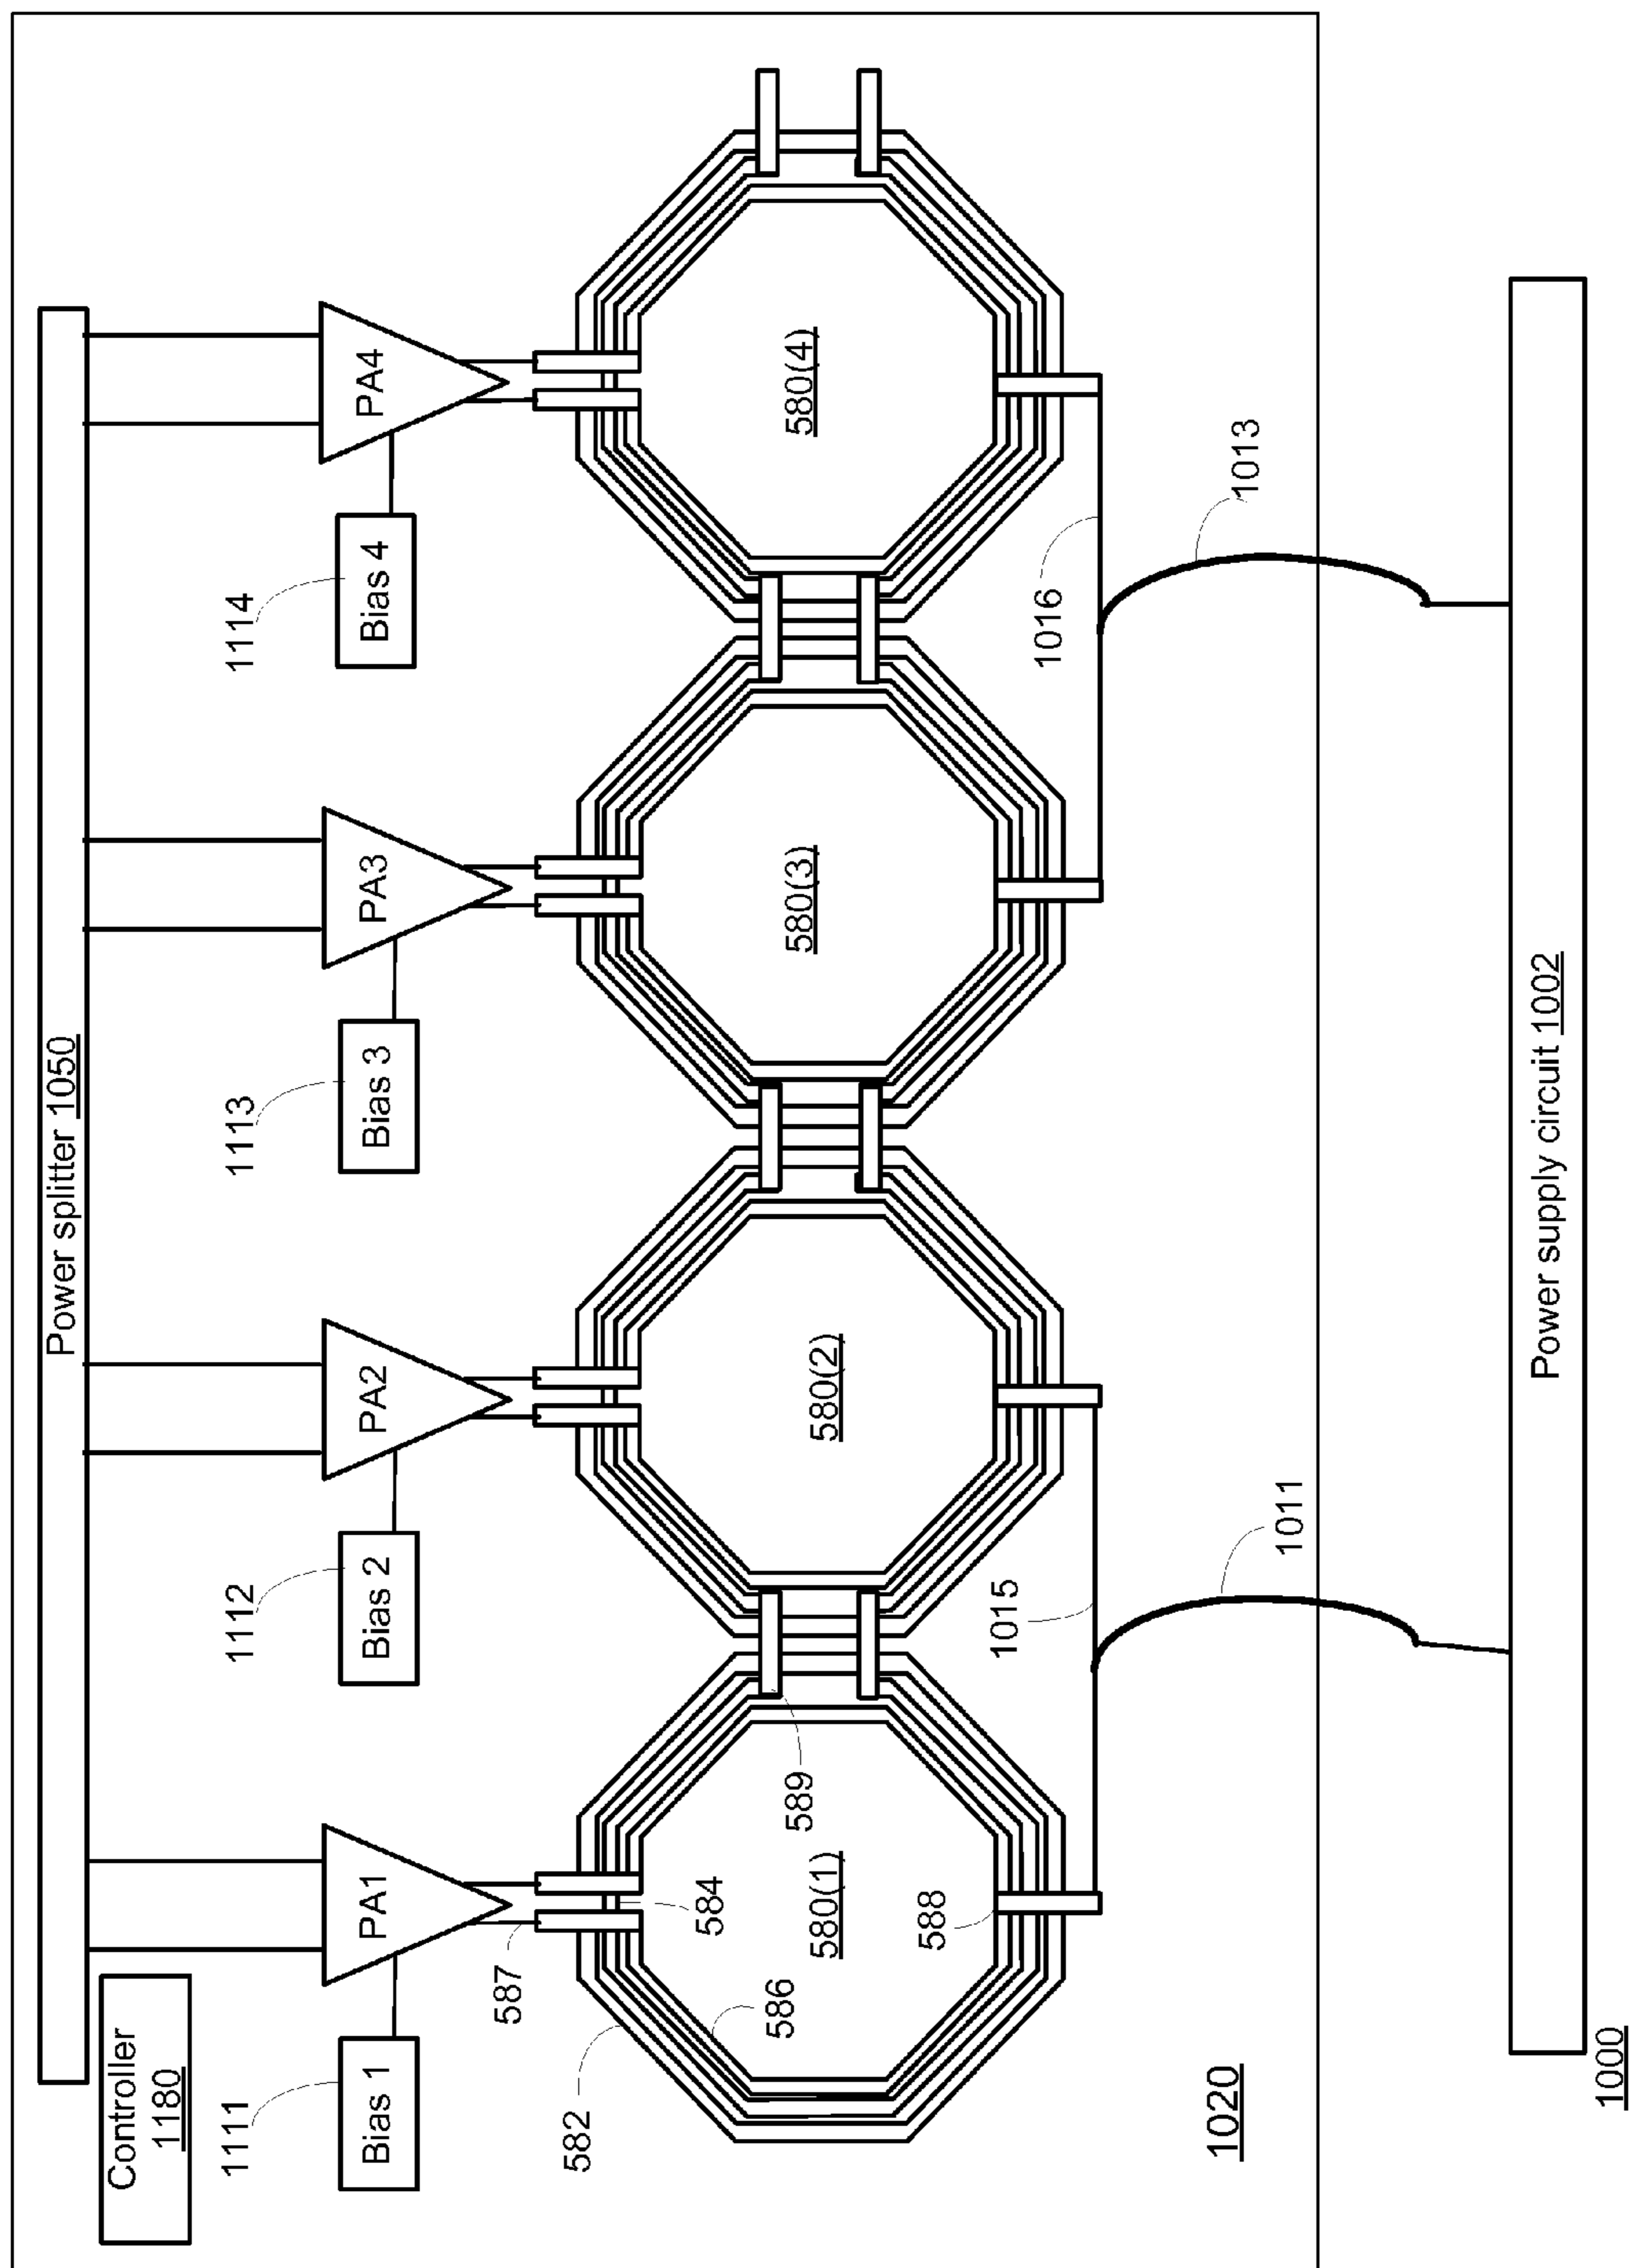 Controller
1180
Power splitter 1050
1111
Bias 1
PA1
1112
Bias 2
PA2
1113
Bias 3
PA3
1114
Bias 4
PA4
587
582
584
586
580(1)
589
588
580(2)
580(3)
580(4)
1015
1016
1011
1013
1020
Power supply circuit 1002
1000